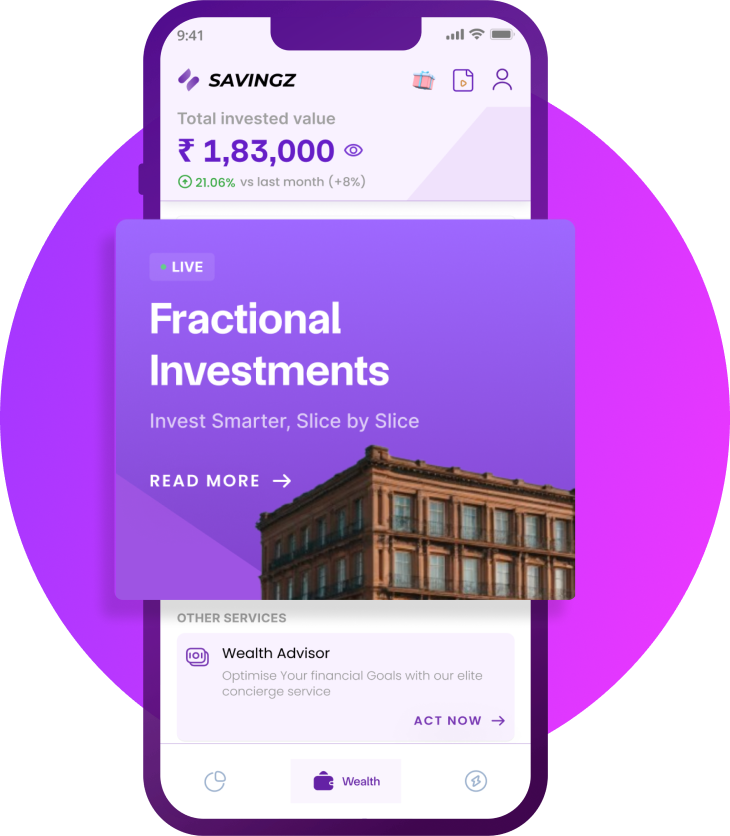 9:41
SAVINGZ
Total invested value
₹ 1,83,000
21.06% vs last month (+8%)
LIVE
Fractional
Investments
Invest Smarter, Slice by Slice
READ MORE
OTHER SERVICES
Wealth Advisor
Optimise Your financial Goals with our elite
concierge service
ACT NOW
Wealth